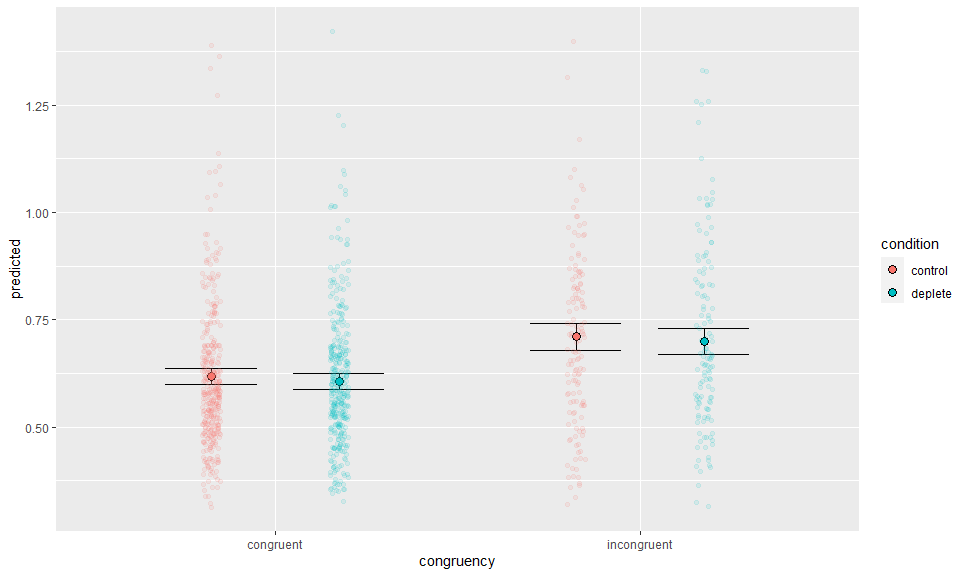 predicted
1.25
1.00
0.75
0.50
congruent
incongruent
congruency
condition
control
deplete